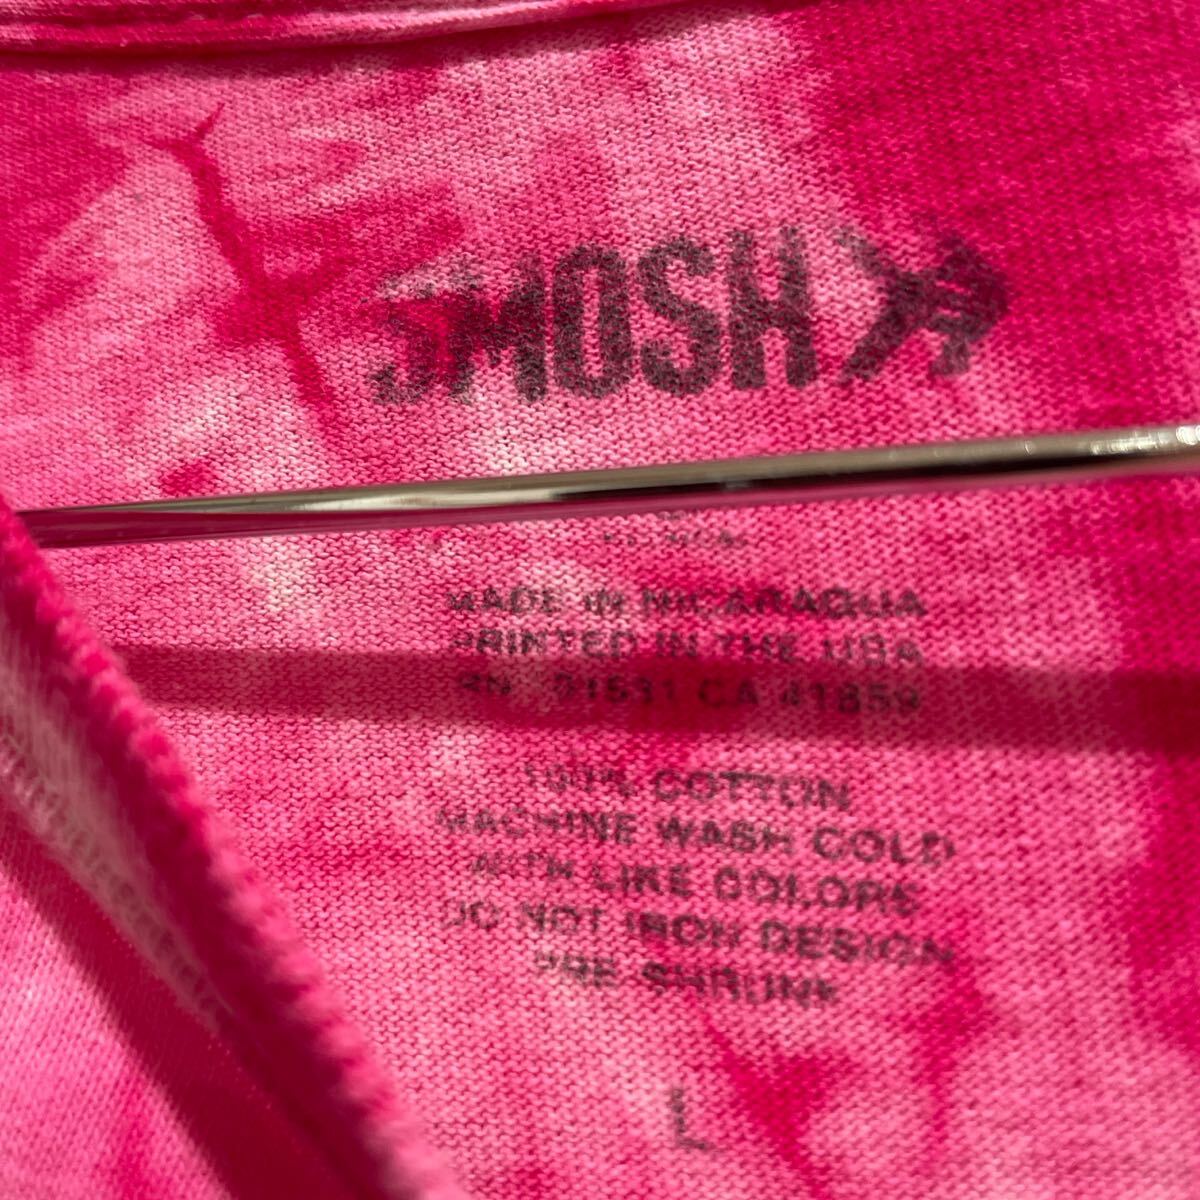 SMOSH
MADE IN NICARAGUA
PRINTED IN THE USA
RN CA 41859
100% COTTON
MACHINE WASH COLD
WITH LIKE COLORS
DO NOT IRON DESIGN
PRE-SHRUNK
L